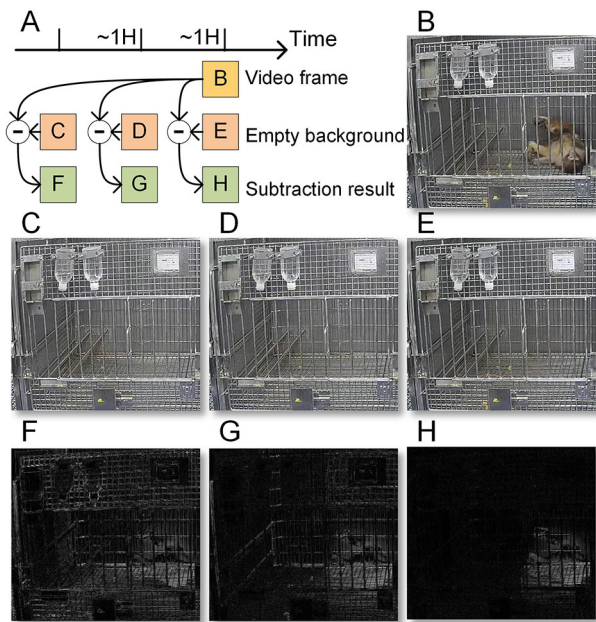 A
~1H ~1H Time
B Video frame
C D E Empty background
F G H Subtraction result
B
C D E
F G H